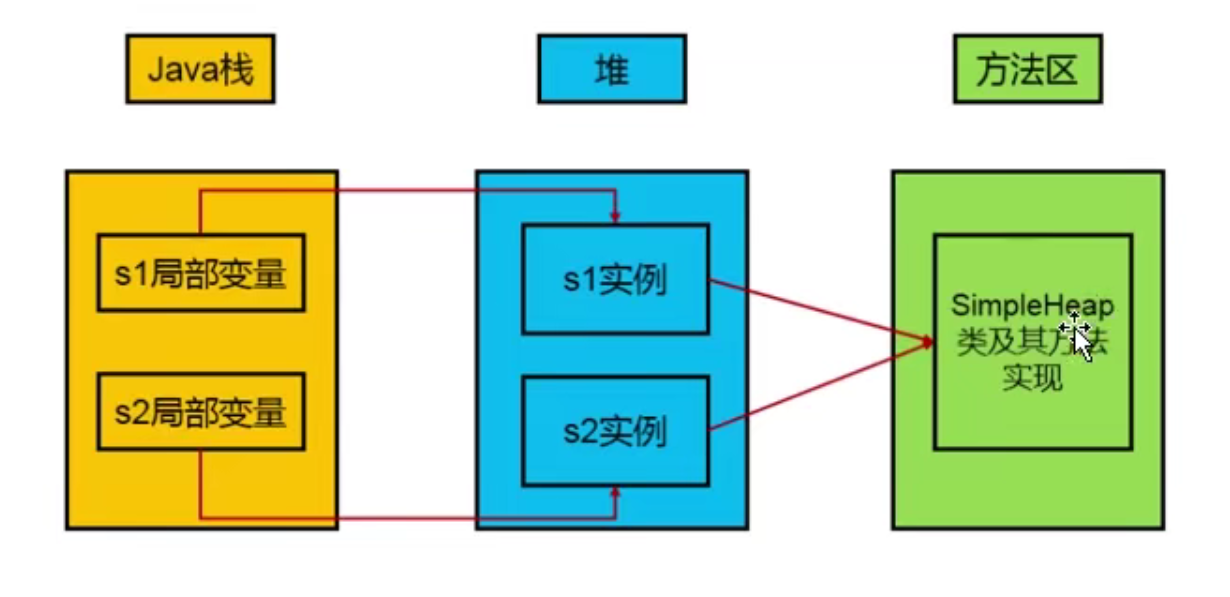 Java栈
堆
方法区
s1局部变量
s2局部变量
s1实例
s2实例
SimpleHeap
类及其方法
实现